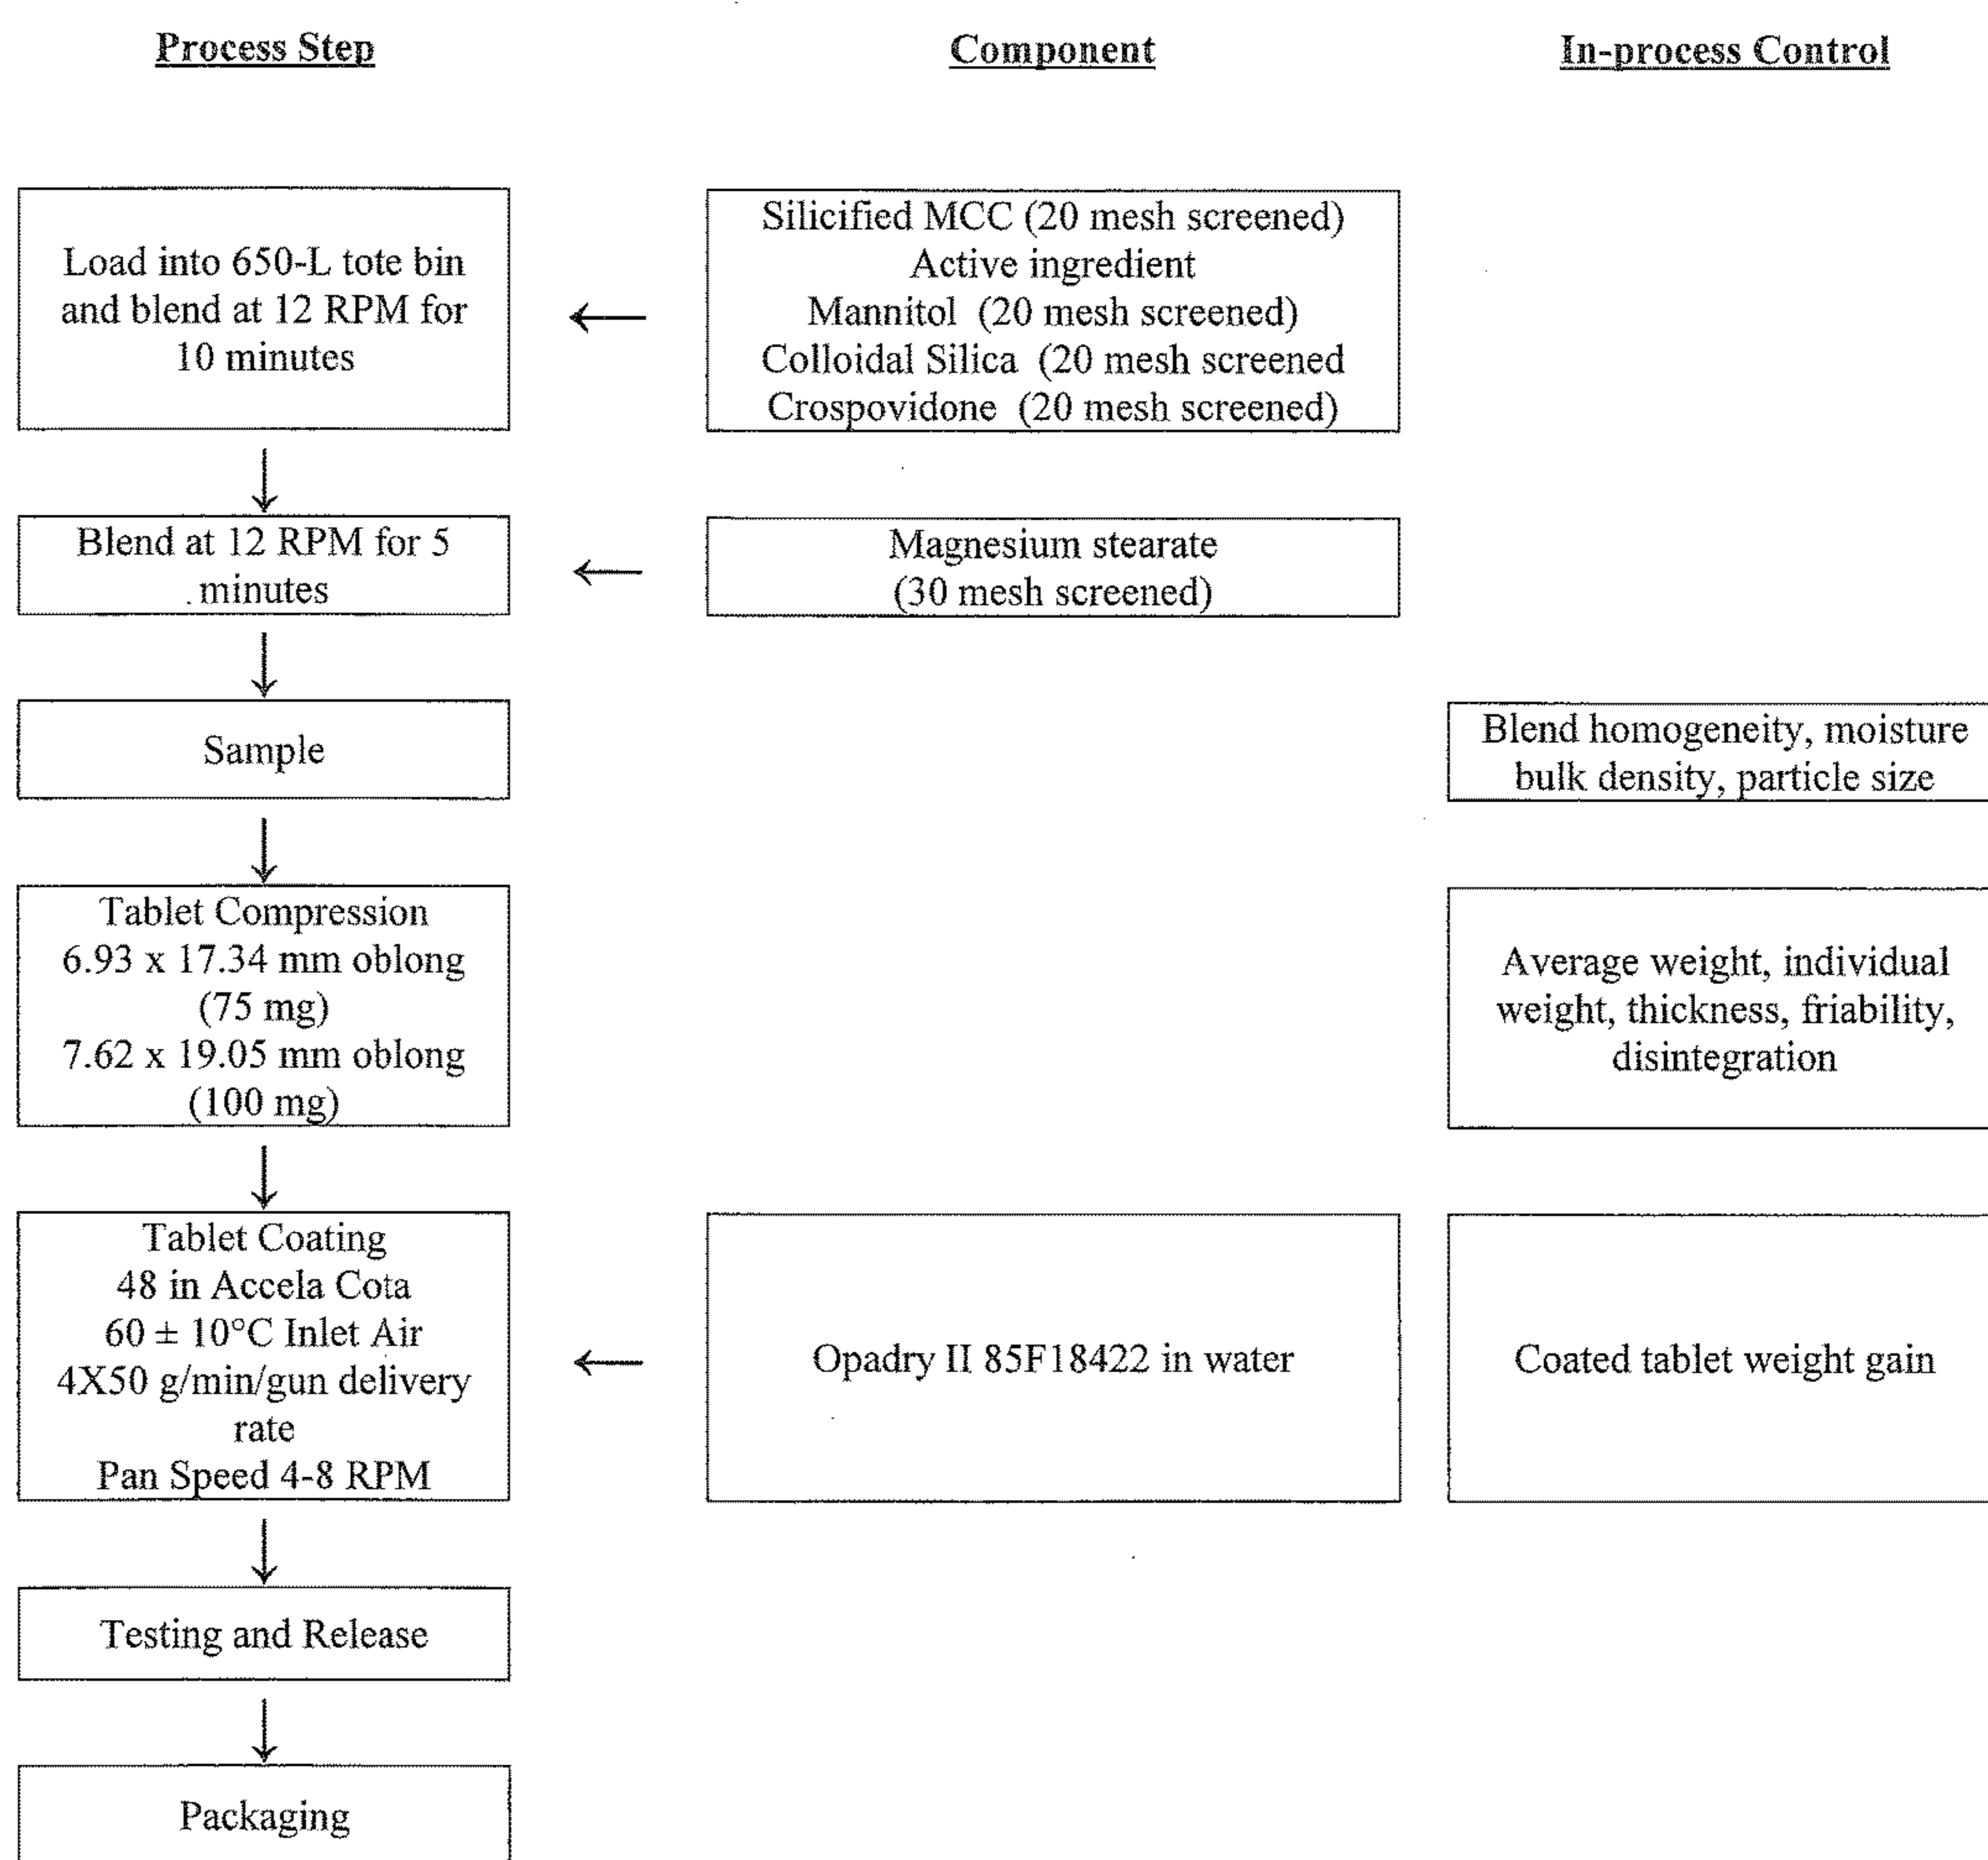 Process Step
Component
In-process Control
Load into 650-L tote bin
and blend at 12 RPM for
10 minutes
Silicified MCC (20 mesh screened)
Active ingredient
Mannitol (20 mesh screened)
Colloidal Silica (20 mesh screened
Crospovidone (20 mesh screened)
Blend at 12 RPM for 5
minutes
Magnesium stearate
(30 mesh screened)
Sample
Blend homogeneity, moisture
bulk density, particle size
Tablet Compression
6.93 x 17.34 mm oblong
(75 mg)
7.62 x 19.05 mm oblong
(100 mg)
Average weight, individual
weight, thickness, friability,
disintegration
Tablet Coating
48 in Accela Cota
60 ± 10°C Inlet Air
4X50 g/min/gun delivery
rate
Pan Speed 4-8 RPM
Opadry II 85F18422 in water
Coated tablet weight gain
Testing and Release
Packaging